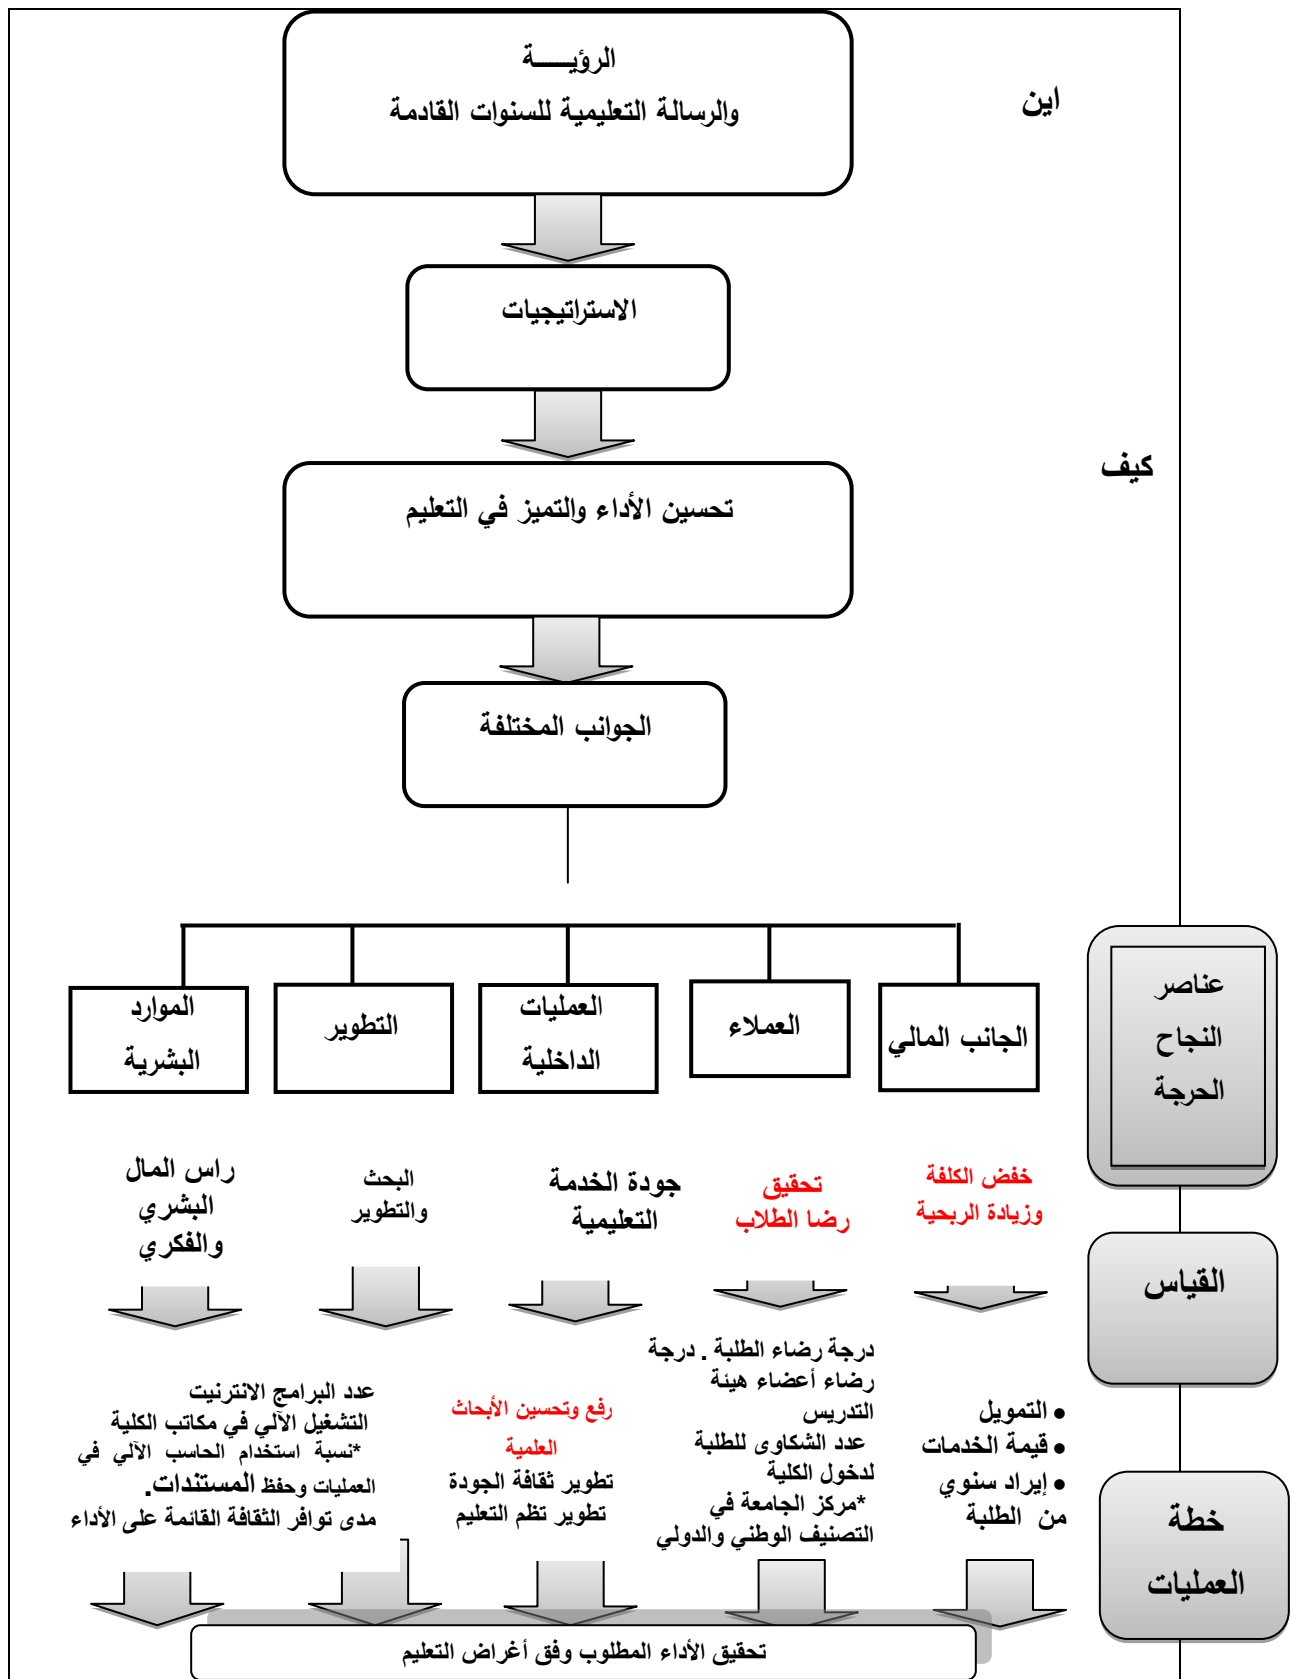 الرؤيـــــة
والرسالة التعليمية للسنوات القادمة
اين
الاستراتيجيات
كيف
تحسين الأداء والتميز في التعليم
الجوانب المختلفة
عناصر
النجاح
الحرجة
الجانب المالي
العملاء
العمليات
الداخلية
التطوير
الموارد
البشرية
خفض الكلفة
وزيادة الربحية
تحقيق
رضا الطلاب
جودة الخدمة
التعليمية
البحث
والتطوير
راس المال
البشري
والفكري
القياس
• التمويل
• قيمة الخدمات
• إيراد سنوي
من الطلبة
درجة رضاء الطلبة . درجة
رضاء أعضاء هيئة
التدريس
عدد الشكاوى للطلبة
لدخول الكلية
*مركز الجامعة في
التصنيف الوطني والدولي
رفع وتحسين الأبحاث
العلمية
تطوير ثقافة الجودة
تطوير تظم التعليم
عدد البرامج الانترنيت
التشغيل الآلي في مكاتب الكلية
*نسبة استخدام الحاسب الآلي في
العمليات وحفظ المستندات.
مدى توافر الثقافة القائمة على الأداء
خطة
العمليات
تحقيق الأداء المطلوب وفق أغراض التعليم